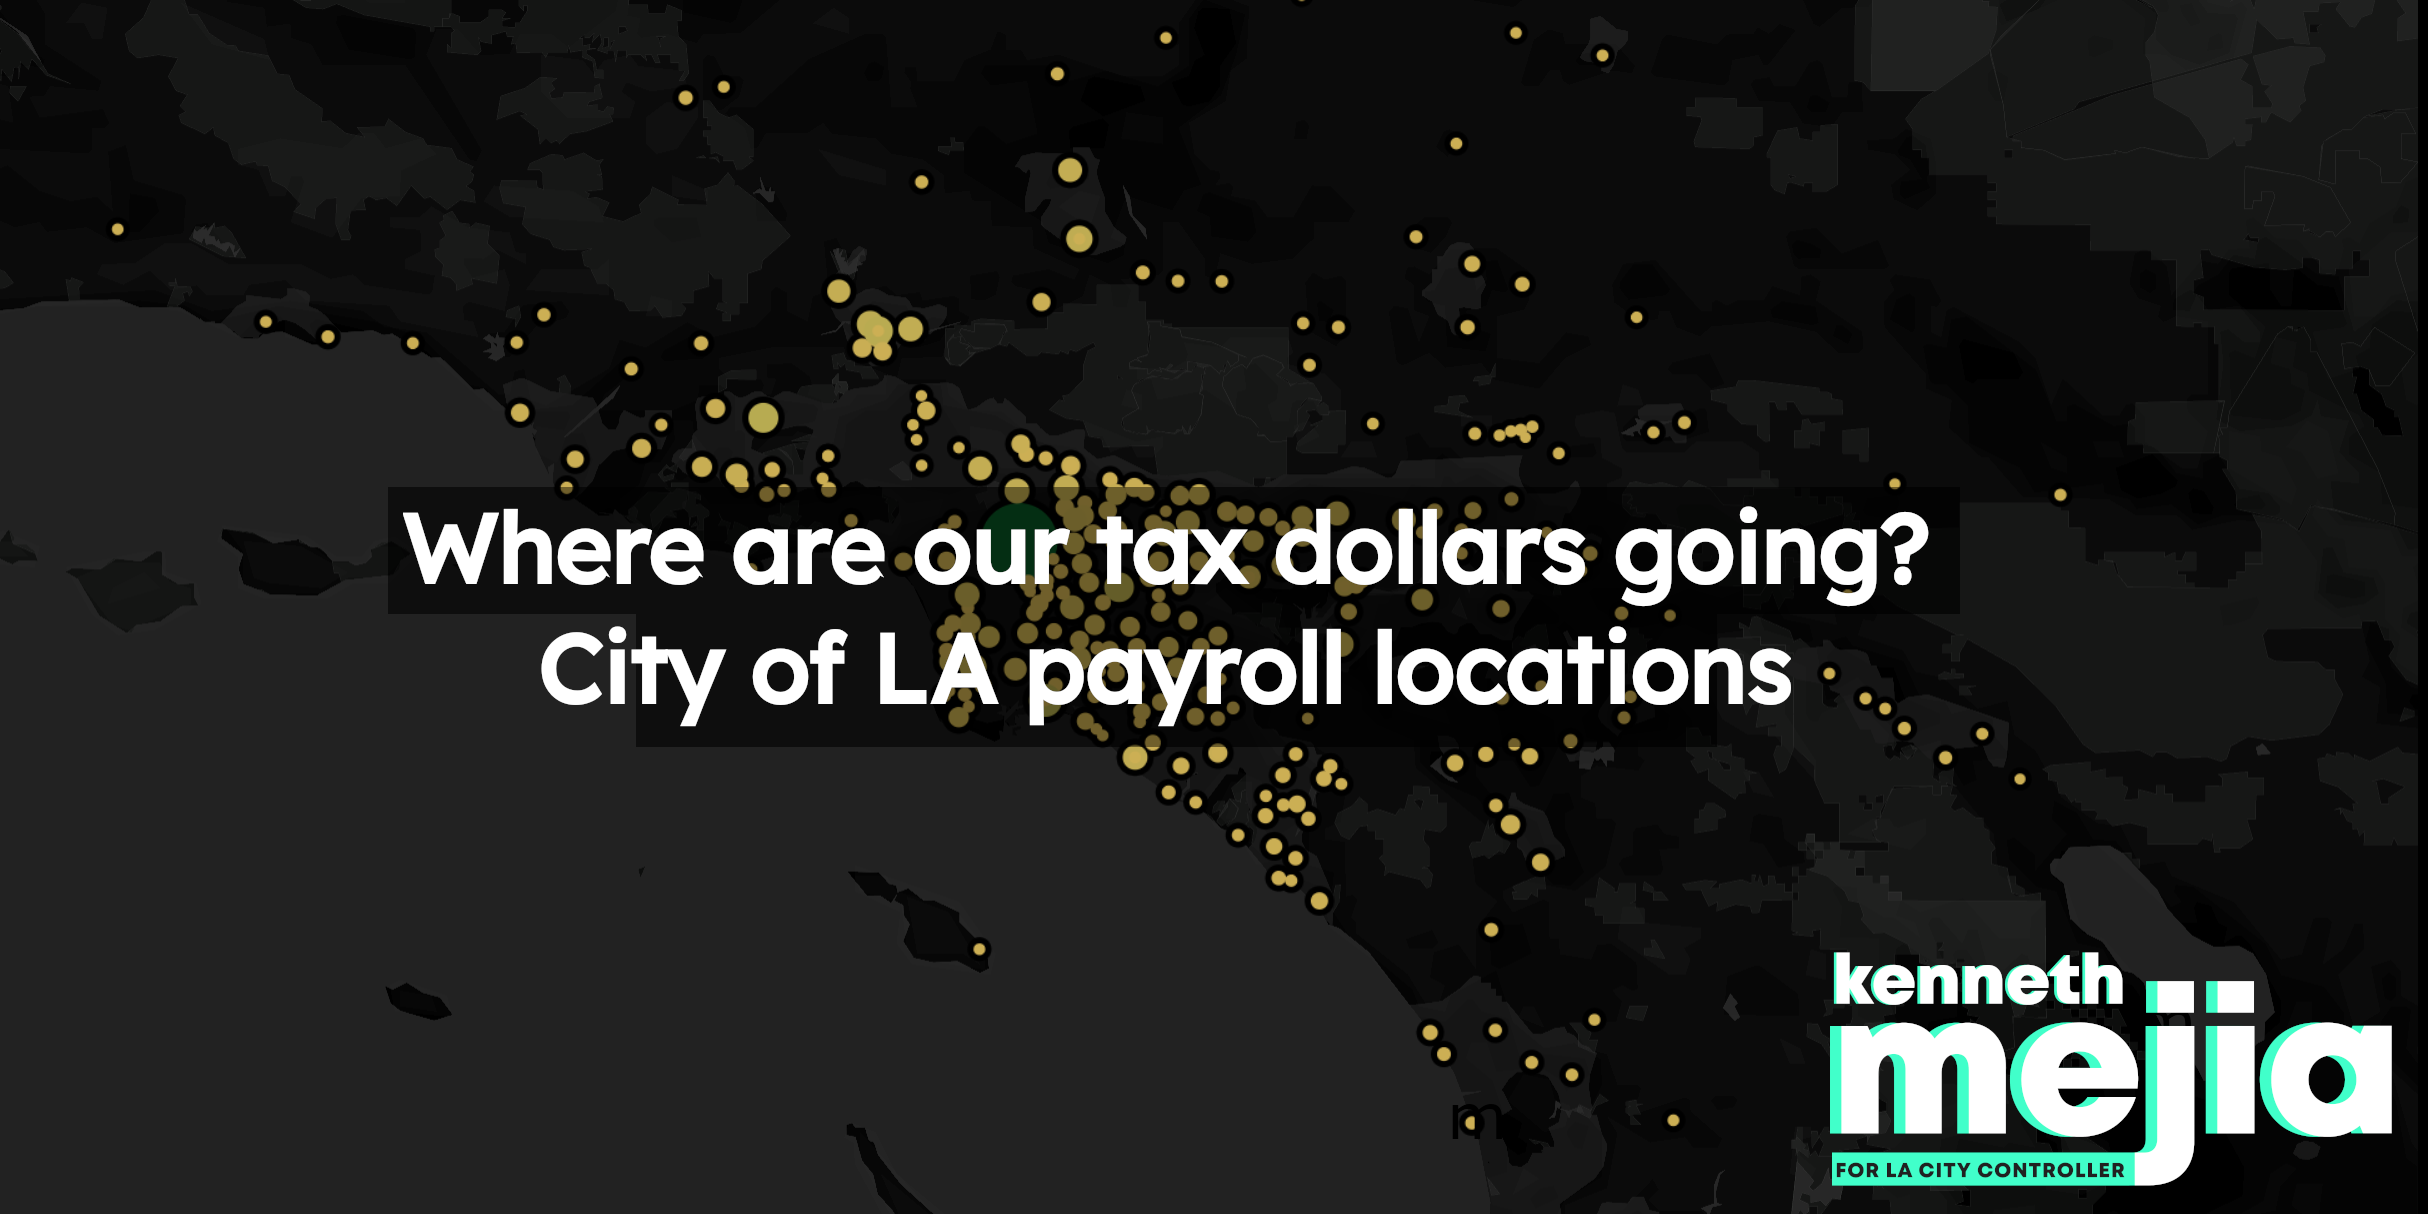 Where are our tax dollars going?
City of LA payroll locations
kenneth
mejia
FOR LA CITY CONTROLLER
m